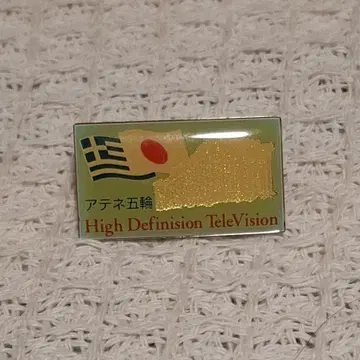 アテネ五輪
High Definision TeleVision